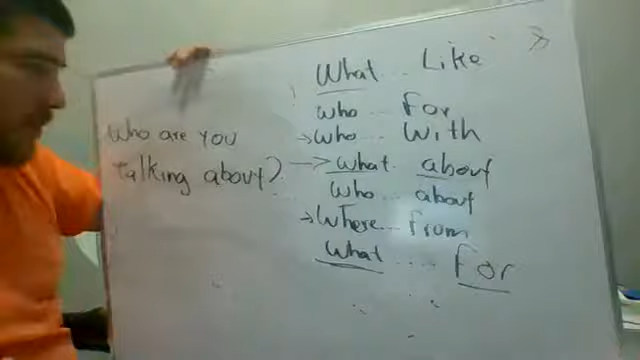 Who are you
talking about?
What .. Like
who ... For
→ who ... with
→ what . about
who ... about
→ Where ... from
what .... For